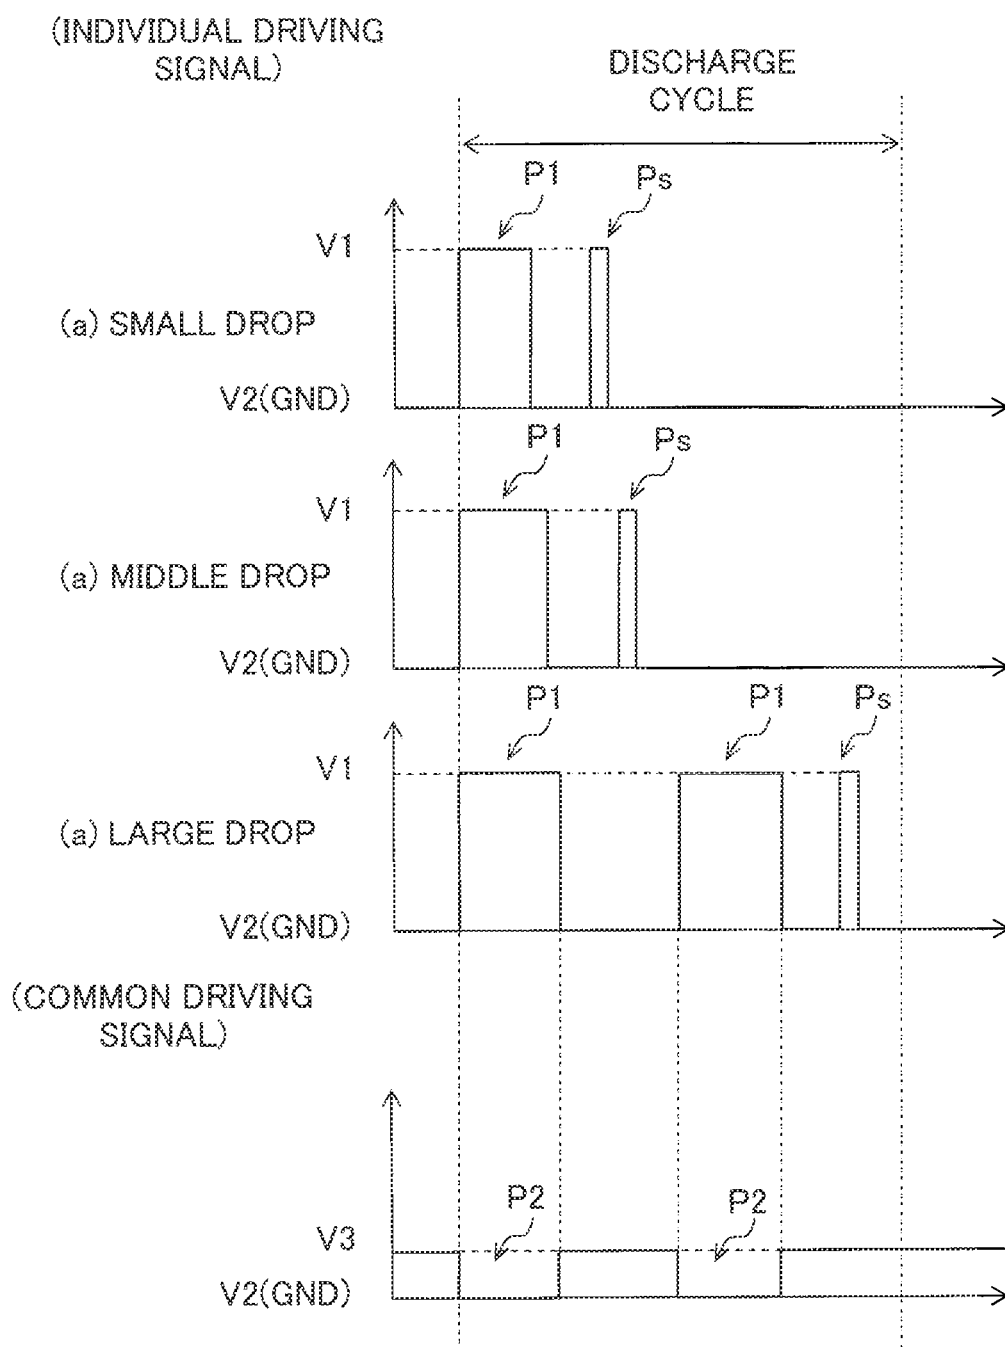 (INDIVIDUAL DRIVING
SIGNAL)
DISCHARGE
CYCLE
P1
Ps
V1
(a) SMALL DROP
V2(GND)
P1
Ps
V1
(a) MIDDLE DROP
V2(GND)
P1
P1
Ps
V1
(a) LARGE DROP
V2(GND)
(COMMON DRIVING
SIGNAL)
P2
P2
V3
V2(GND)